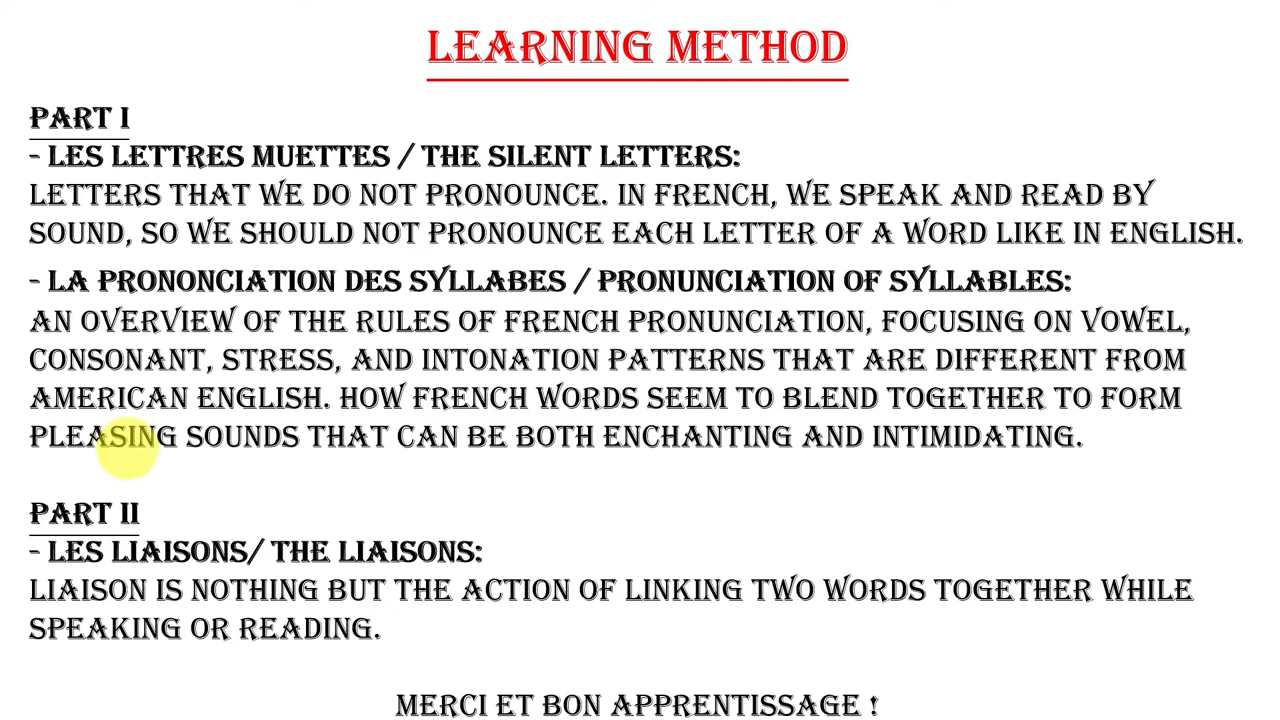 LEARNING METHOD
PART I
- LES LETTRES MUETTES / THE SILENT LETTERS:
LETTERS THAT WE DO NOT PRONOUNCE. IN FRENCH, WE SPEAK AND READ BY
SOUND, SO WE SHOULD NOT PRONOUNCE EACH LETTER OF A WORD LIKE IN ENGLISH.
- LA PRONONCIATION DES SYLLABES / PRONUNCIATION OF SYLLABLES:
AN OVERVIEW OF THE RULES OF FRENCH PRONUNCIATION, FOCUSING ON VOWEL,
CONSONANT, STRESS, AND INTONATION PATTERNS THAT ARE DIFFERENT FROM
AMERICAN ENGLISH. HOW FRENCH WORDS SEEM TO BLEND TOGETHER TO FORM
PLEASING SOUNDS THAT CAN BE BOTH ENCHANTING AND INTIMIDATING.
PART II
- LES LIAISONS/ THE LIAISONS:
LIAISON IS NOTHING BUT THE ACTION OF LINKING TWO WORDS TOGETHER WHILE
SPEAKING OR READING.
MERCI ET BON APPRENTISSAGE !